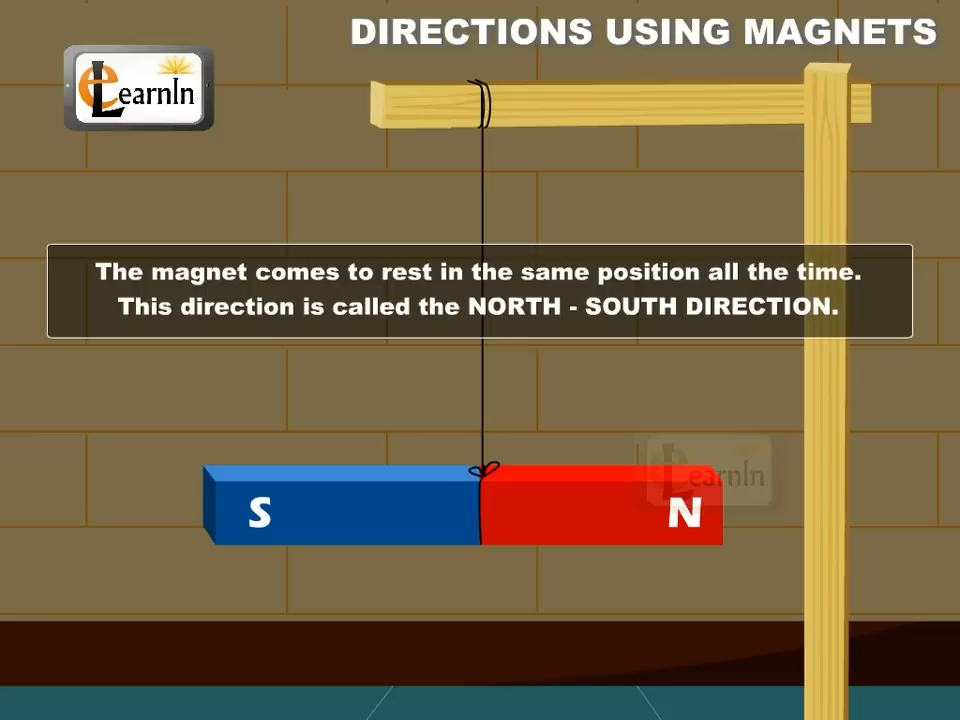 DIRECTIONS USING MAGNETS
eLearnIn
The magnet comes to rest in the same position all the time.
This direction is called the NORTH - SOUTH DIRECTION.
LearnIn
S N